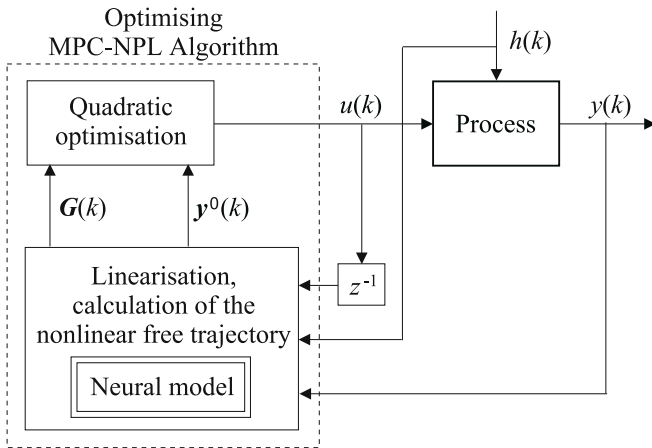 Optimising
MPC-NPL Algorithm
h(k)
Quadratic
optimisation
u(k)
Process
y(k)
G(k)
y⁰(k)
Linearisation,
calculation of the
nonlinear free trajectory
z⁻¹
Neural model